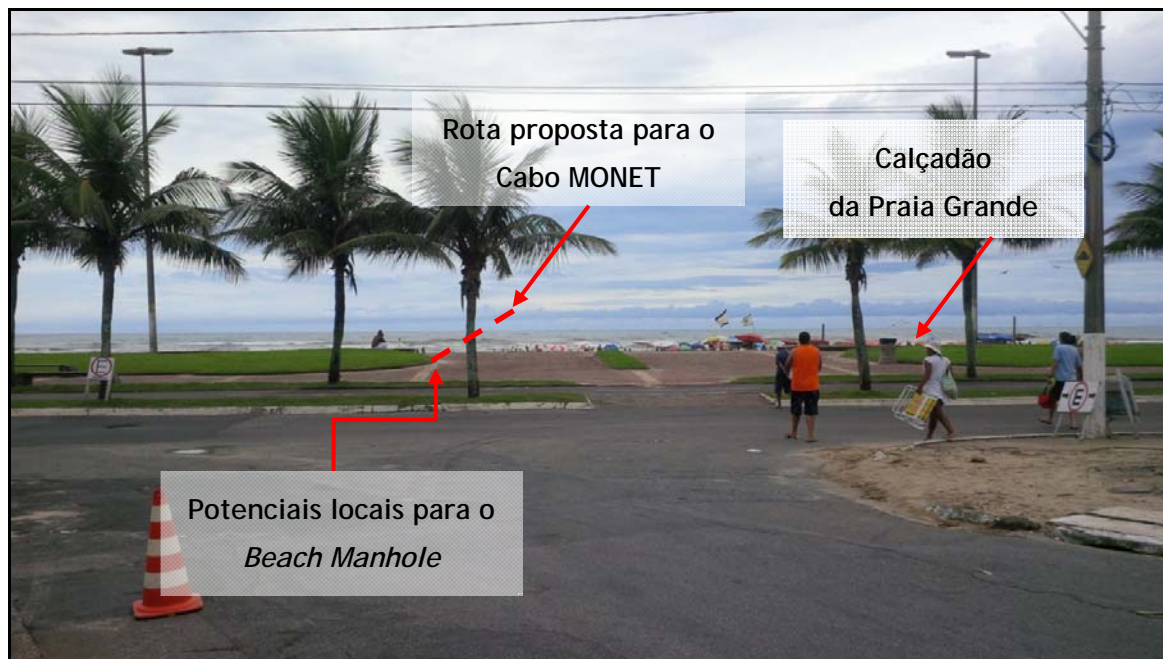 Rota proposta para o
Cabo MONET
Calçadão
da Praia Grande
E
Potenciais locais para o
Beach Manhole